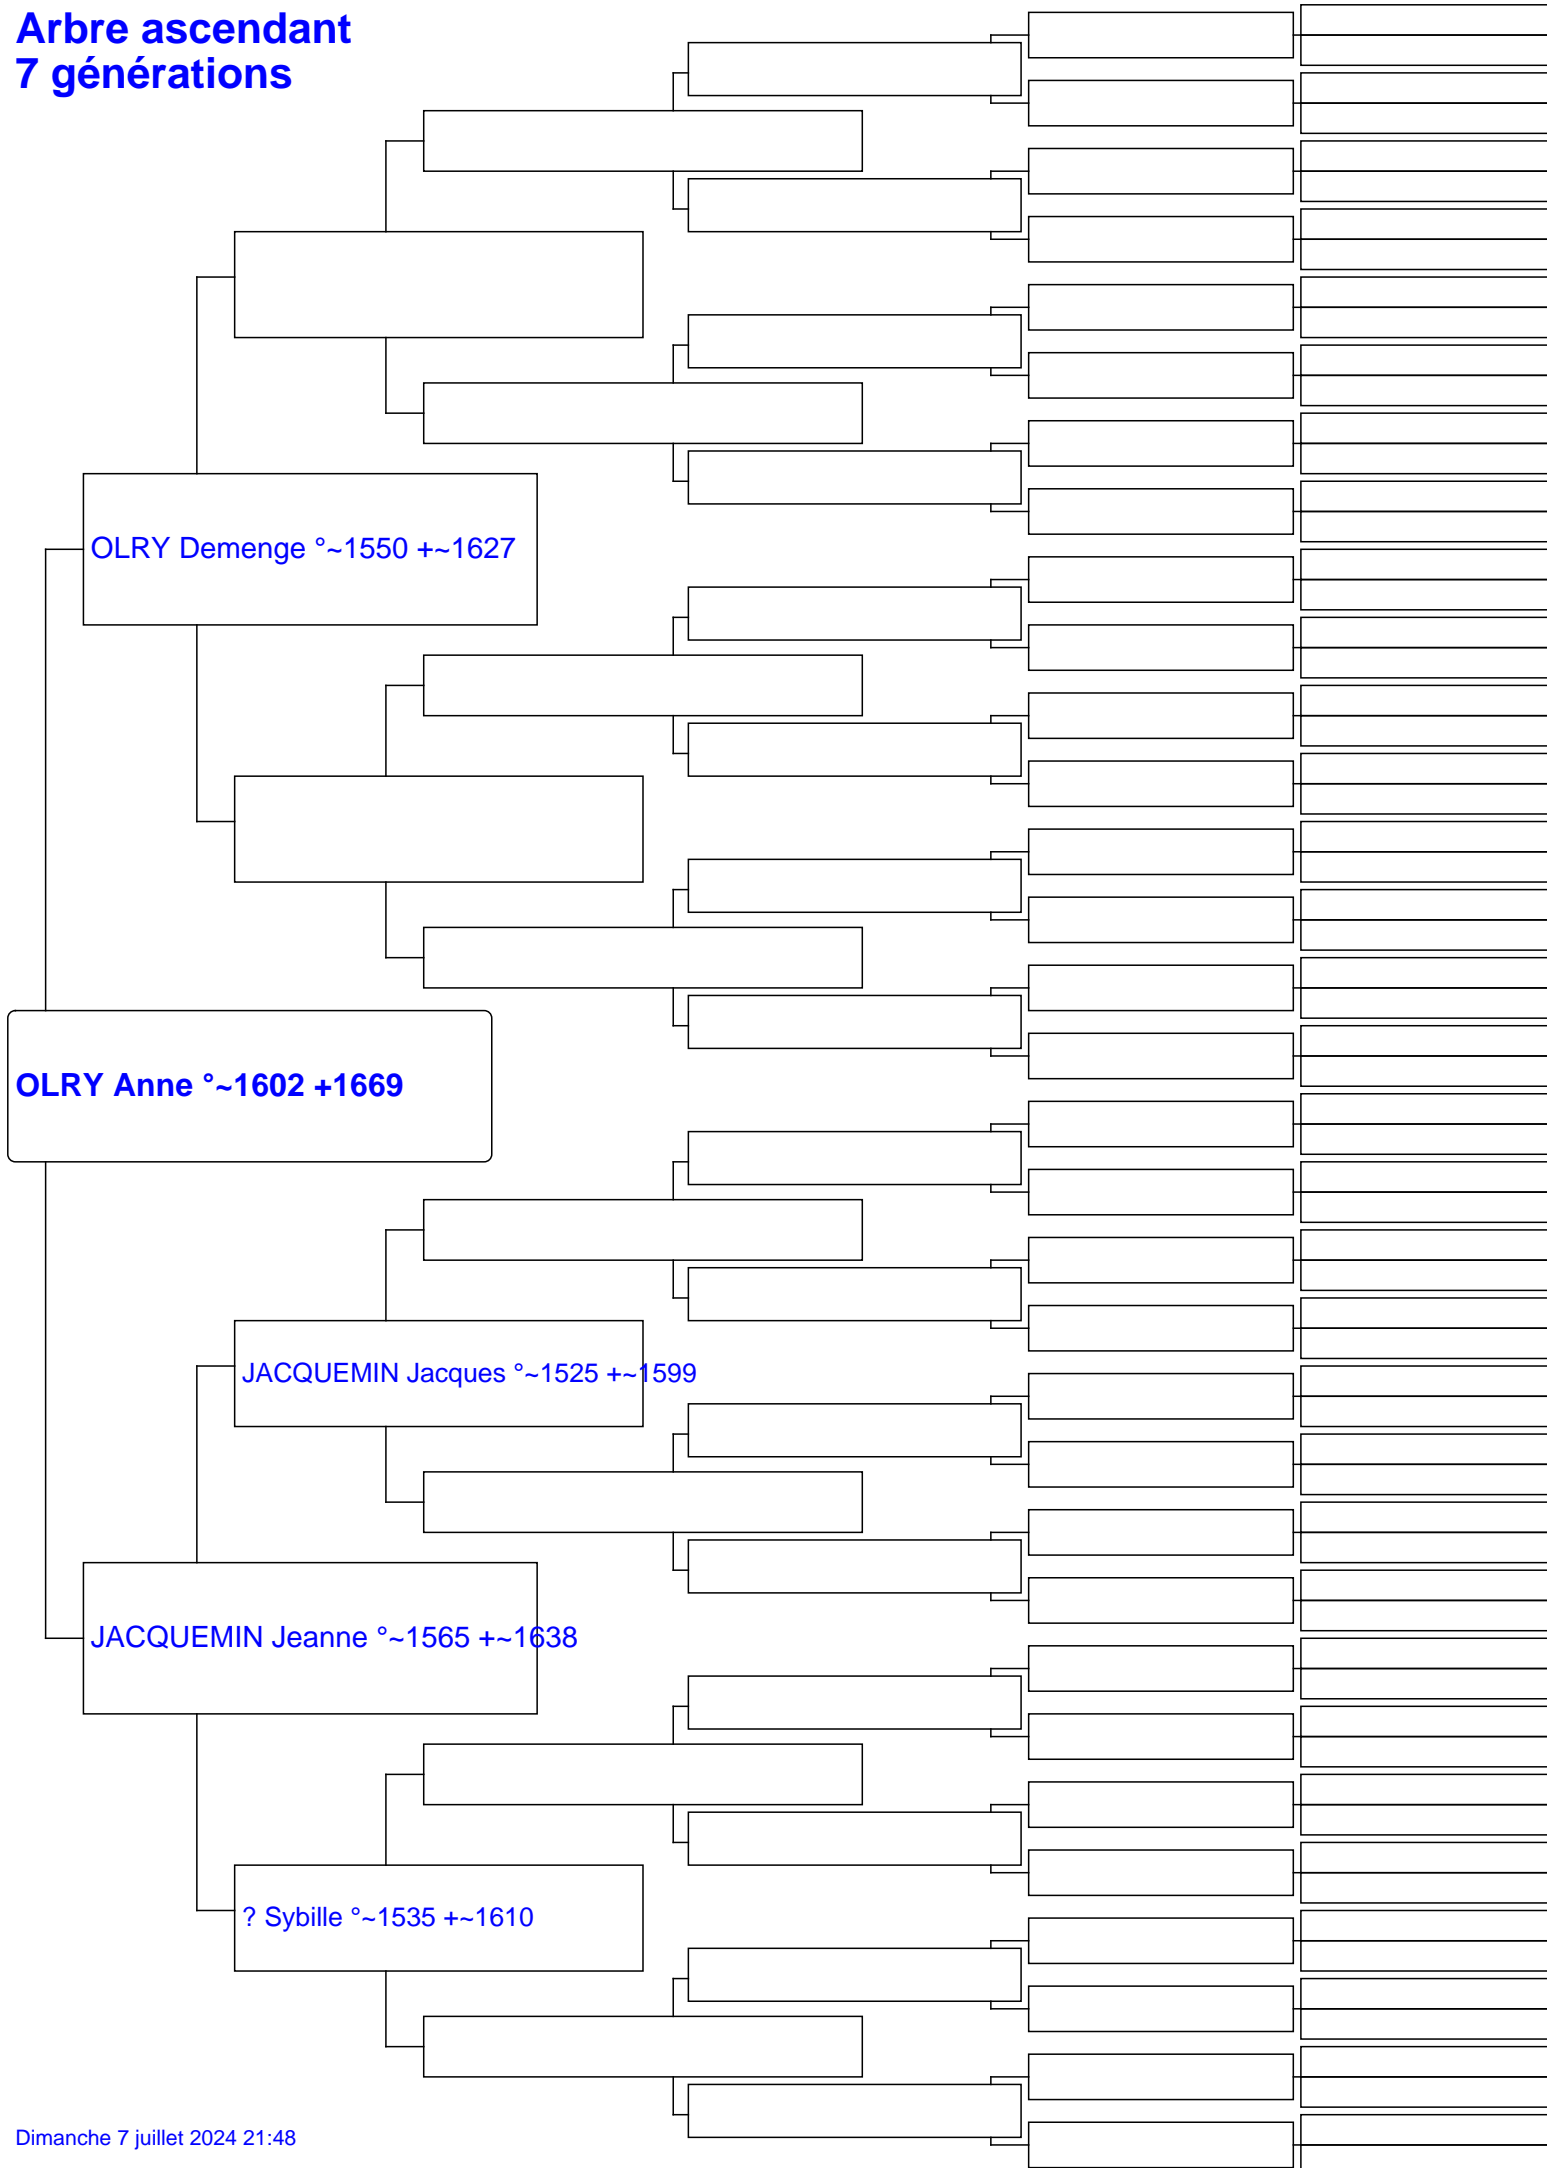 Arbre ascendant
7 générations
OLRY Demenge °~1550 +~1627
OLRY Anne °~1602 +1669
JACQUEMIN Jacques °~1525 +~1599
JACQUEMIN Jeanne °~1565 +~1638
? Sybille °~1535 +~1610
Dimanche 7 juillet 2024 21:48